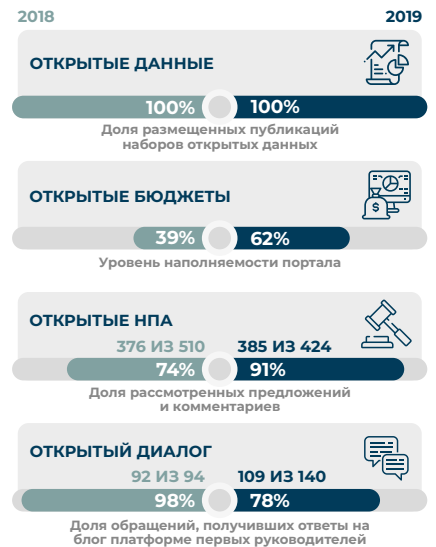 2018 2019
ОТКРЫТЫЕ ДАННЫЕ
100% 100%
Доля размещенных публикаций
наборов открытых данных
ОТКРЫТЫЕ БЮДЖЕТЫ
$
39% 62%
Уровень наполняемости портала
ОТКРЫТЫЕ НПА
376 ИЗ 510 385 ИЗ 424
74% 91%
Доля рассмотренных предложений
и комментариев
ОТКРЫТЫЙ ДИАЛОГ
92 ИЗ 94 109 ИЗ 140
98% 78%
Доля обращений, получивших ответы на
блог платформе первых руководителей